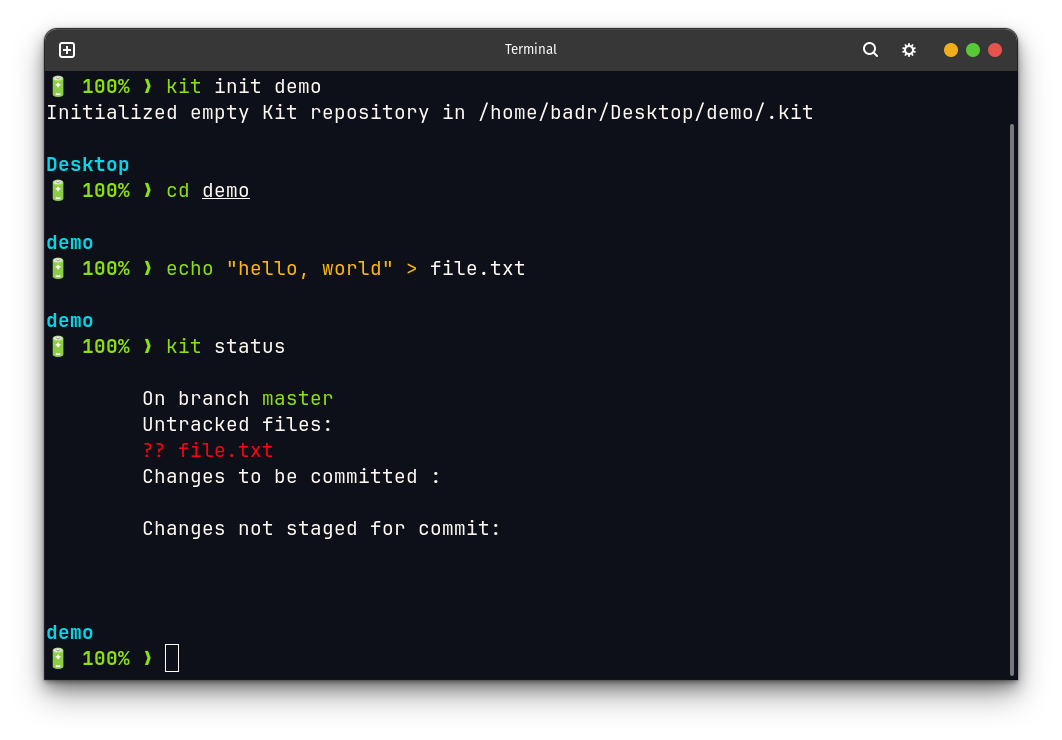 Terminal
100% ❯ kit init demo
Initialized empty Kit repository in /home/badr/Desktop/demo/.kit
Desktop
100% ❯ cd demo
demo
100% ❯ echo "hello, world" > file.txt
demo
100% ❯ kit status
On branch master
Untracked files:
?? file.txt
Changes to be committed :
Changes not staged for commit:
demo
100% ❯